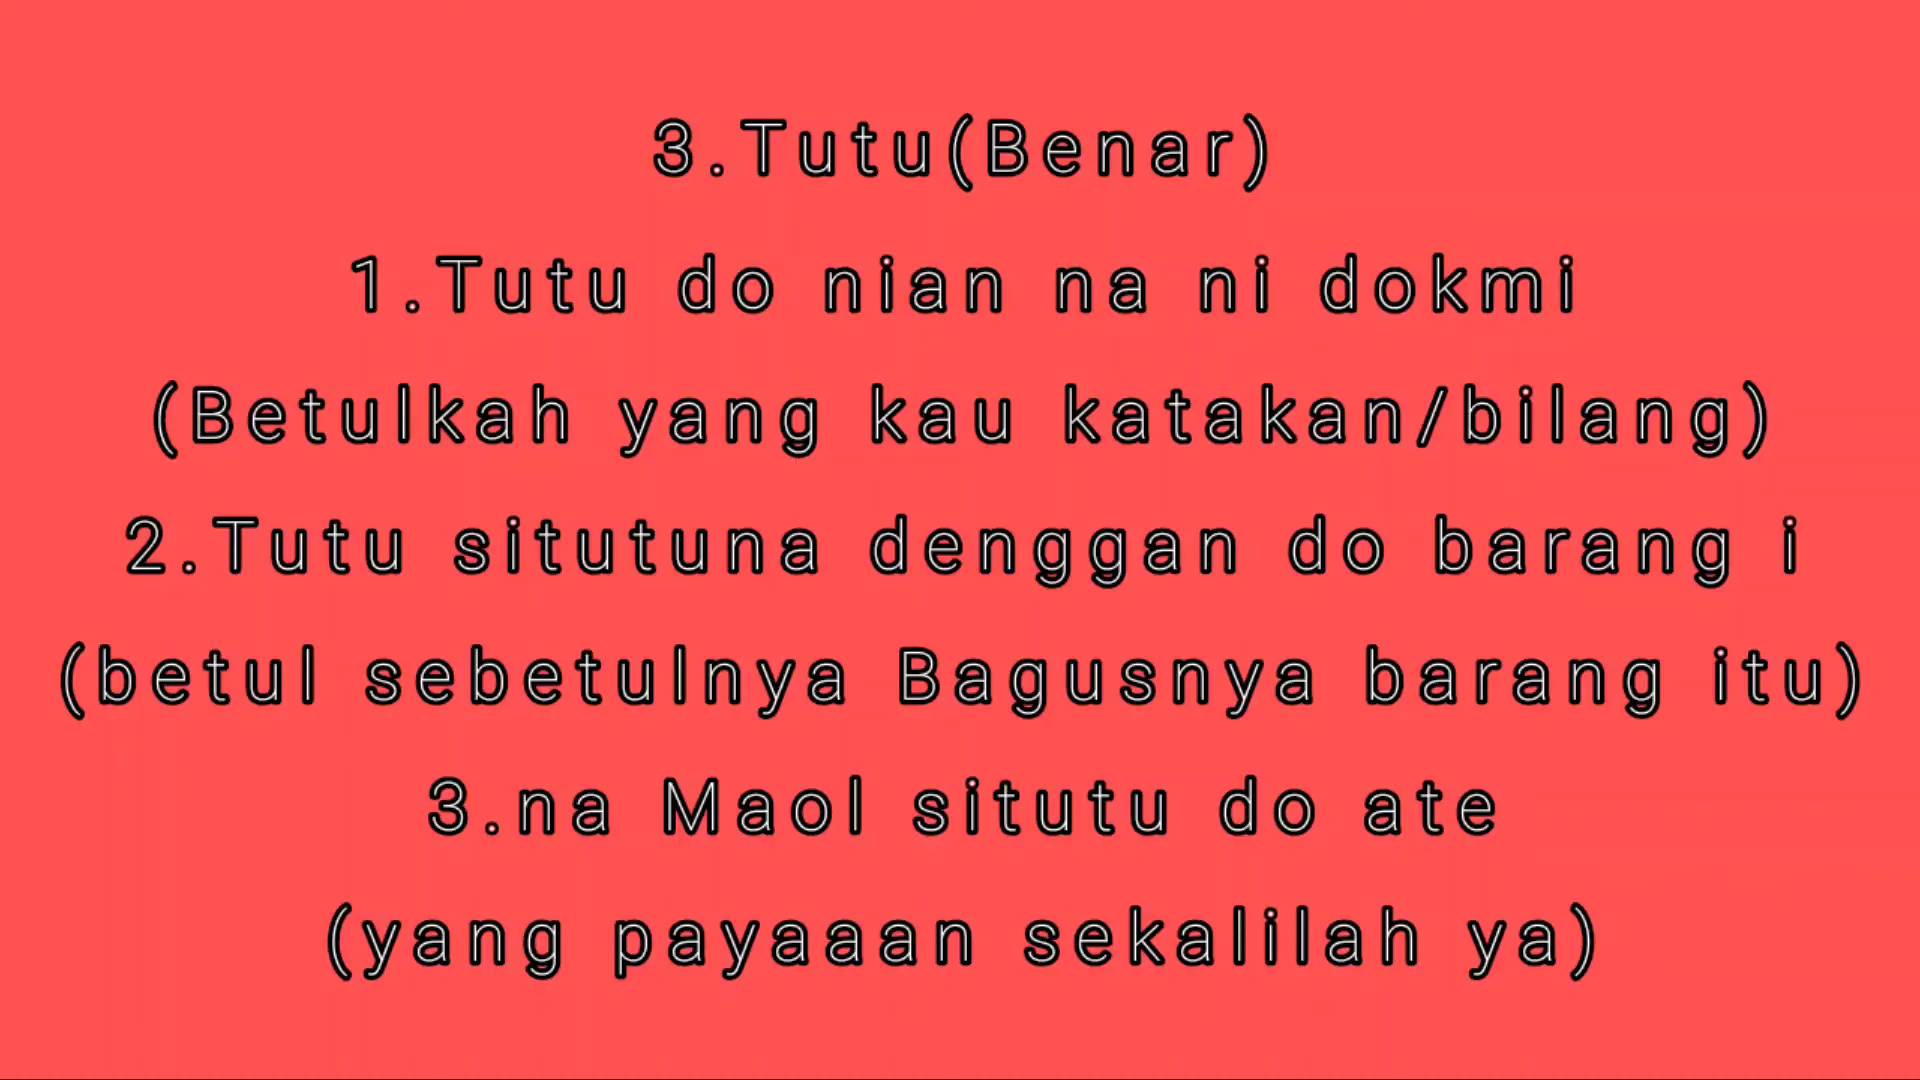 3.Tutu(Benar)
1.Tutu do nian na ni dokmi
(Betulkah yang kau katakan/bilang)
2.Tutu situtuna denggan do barang i
(betul sebetulnya Bagusnya barang itu)
3.na Maol situtu do ate
(yang payaaan sekalilah ya)